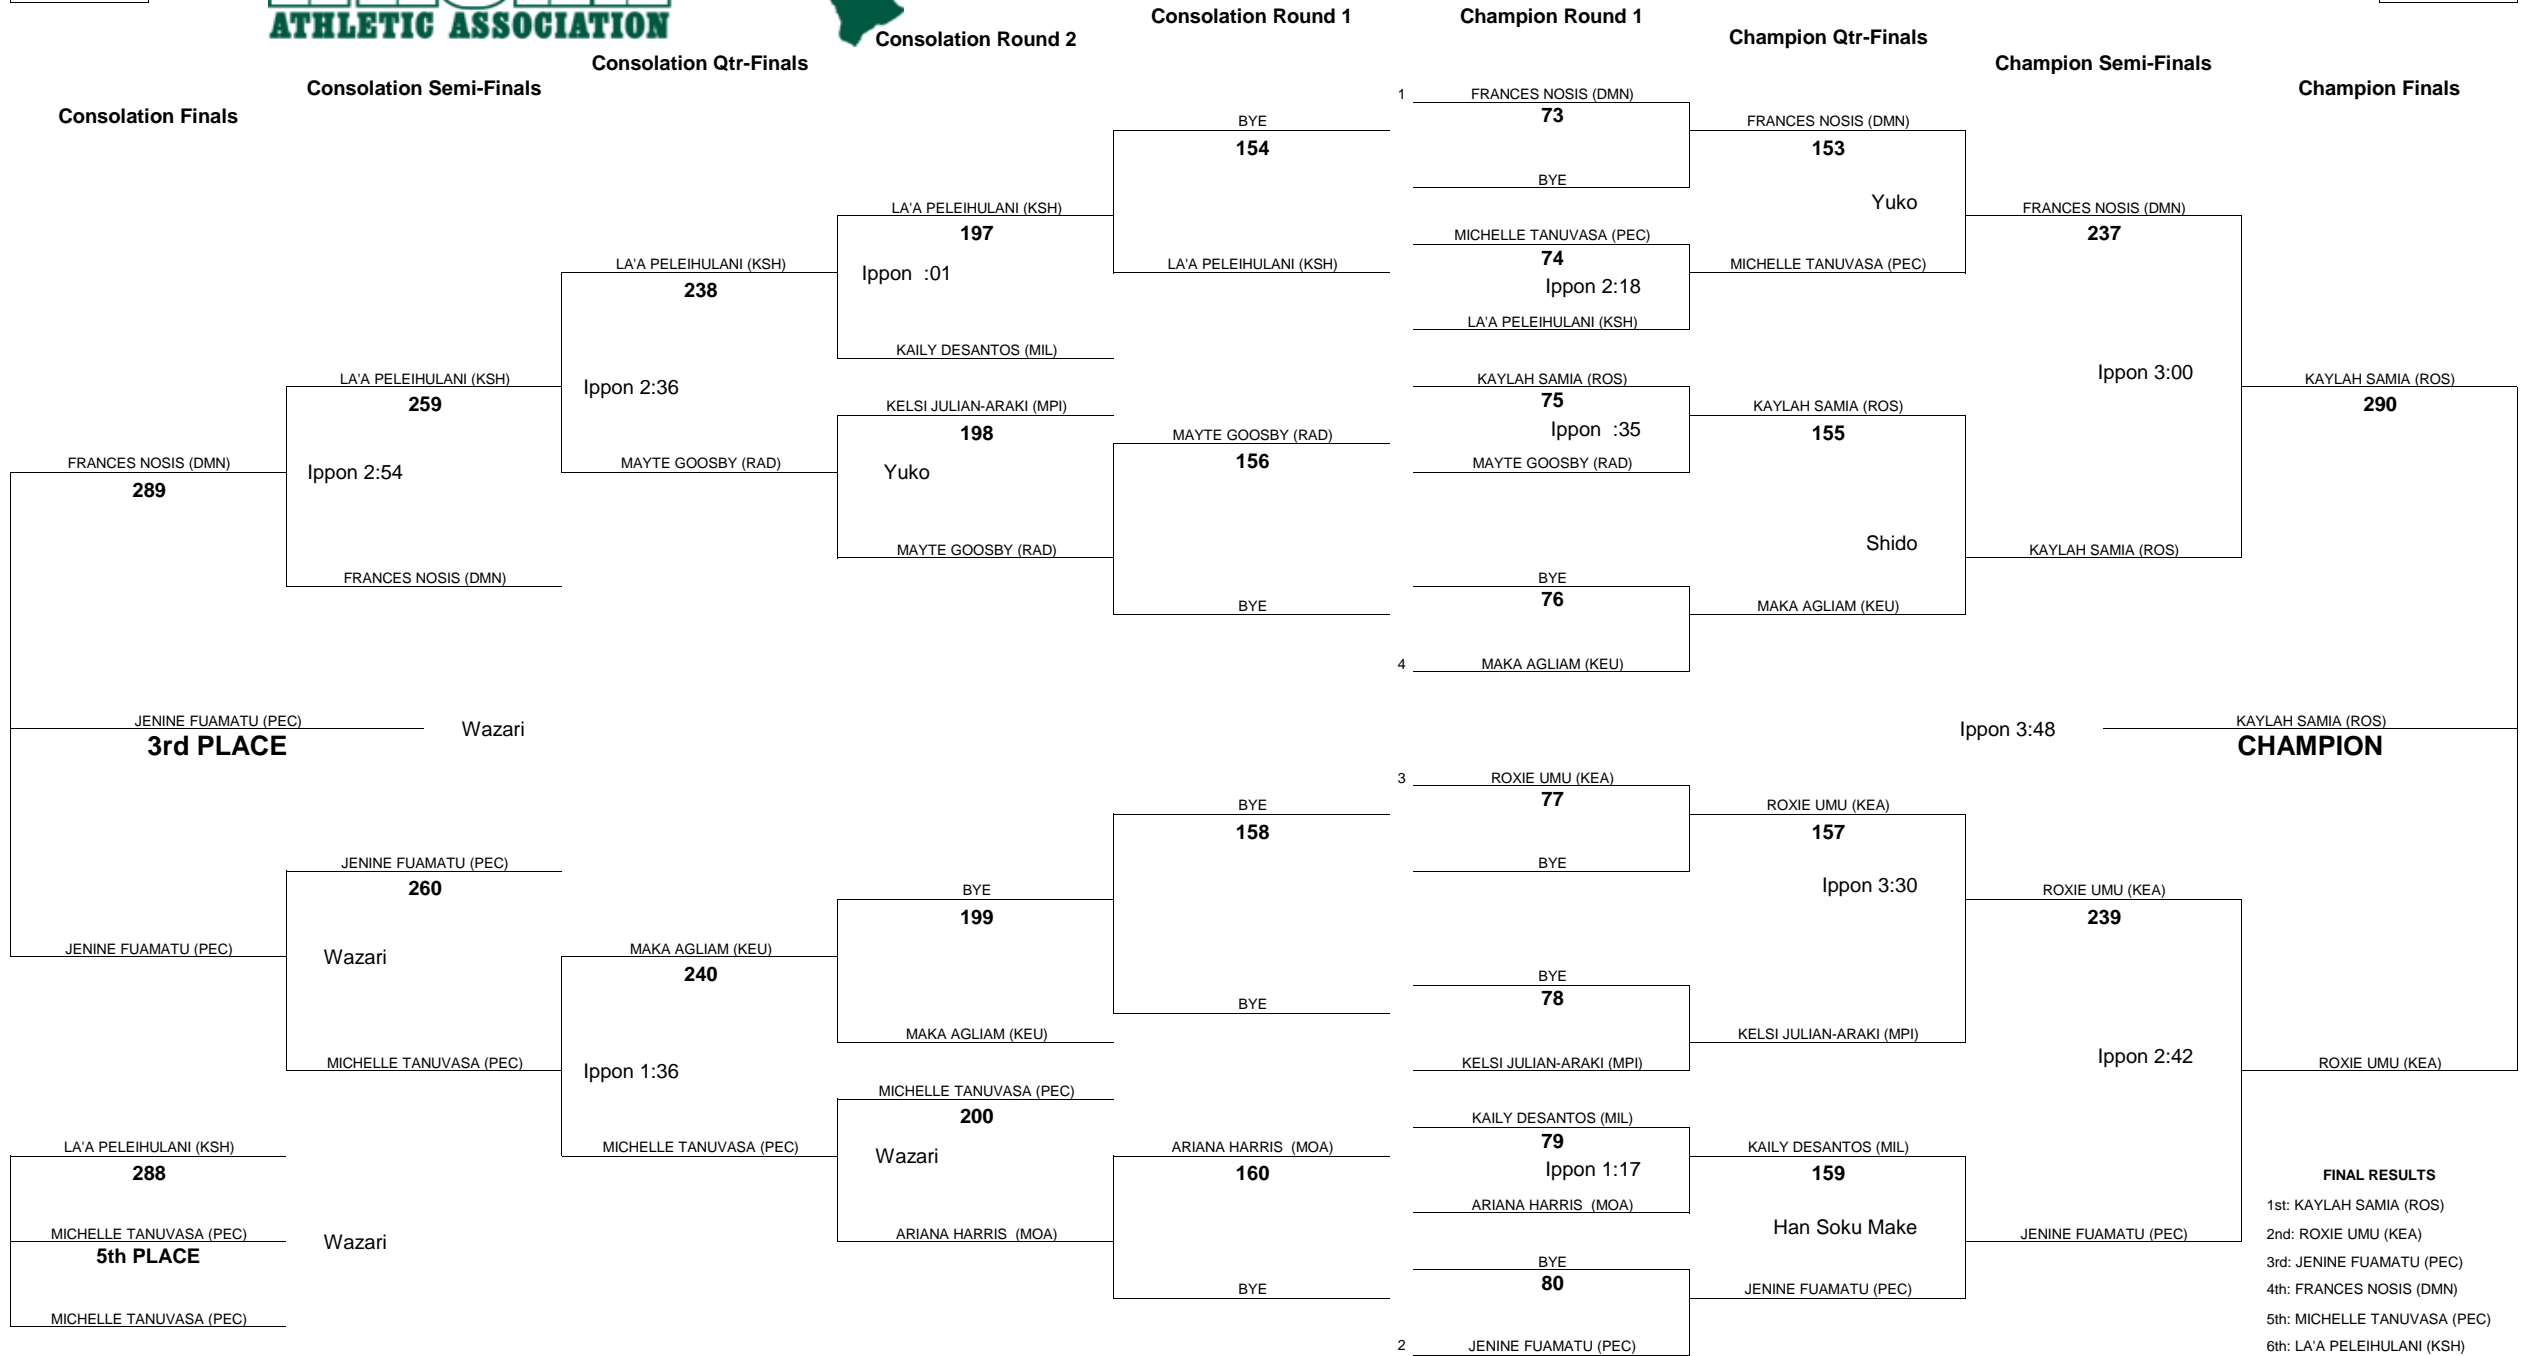 ATHLETIC ASSOCIATION
Consolation Round 1
Champion Round 1
Consolation Round 2
Champion Qtr-Finals
Consolation Qtr-Finals
Champion Semi-Finals
Consolation Semi-Finals
Champion Finals
Consolation Finals
FRANCES NOSIS (DMN)
289
JENINE FUAMATU (PEC)
3rd PLACE
Wazari
JENINE FUAMATU (PEC)
LA'A PELEIHULANI (KSH)
288
MICHELLE TANUVASA (PEC)
5th PLACE
Wazari
MICHELLE TANUVASA (PEC)
LA'A PELEIHULANI (KSH)
259
Ippon 2:54
FRANCES NOSIS (DMN)
JENINE FUAMATU (PEC)
260
Wazari
MICHELLE TANUVASA (PEC)
LA'A PELEIHULANI (KSH)
238
Ippon 2:36
MAYTE GOOSBY (RAD)
MAKA AGLIAM (KEU)
240
Ippon 1:36
MICHELLE TANUVASA (PEC)
LA'A PELEIHULANI (KSH)
197
Ippon :01
KAILY DESANTOS (MIL)
KELSI JULIAN-ARAKI (MPI)
198
Yuko
MAYTE GOOSBY (RAD)
BYE
199
MAKA AGLIAM (KEU)
MICHELLE TANUVASA (PEC)
200
Wazari
ARIANA HARRIS (MOA)
BYE
154
LA'A PELEIHULANI (KSH)
MAYTE GOOSBY (RAD)
156
BYE
BYE
158
BYE
ARIANA HARRIS (MOA)
160
BYE
1 FRANCES NOSIS (DMN)
73
BYE
MICHELLE TANUVASA (PEC)
74
Ippon 2:18
LA'A PELEIHULANI (KSH)
KAYLAH SAMIA (ROS)
75
Ippon :35
MAYTE GOOSBY (RAD)
BYE
76
4 MAKA AGLIAM (KEU)
3 ROXIE UMU (KEA)
77
BYE
BYE
78
KELSI JULIAN-ARAKI (MPI)
KAILY DESANTOS (MIL)
79
Ippon 1:17
ARIANA HARRIS (MOA)
BYE
80
2 JENINE FUAMATU (PEC)
FRANCES NOSIS (DMN)
153
Yuko
MICHELLE TANUVASA (PEC)
KAYLAH SAMIA (ROS)
155
Shido
MAKA AGLIAM (KEU)
ROXIE UMU (KEA)
157
Ippon 3:30
KELSI JULIAN-ARAKI (MPI)
KAILY DESANTOS (MIL)
159
Han Soku Make
JENINE FUAMATU (PEC)
FRANCES NOSIS (DMN)
237
Ippon 3:00
KAYLAH SAMIA (ROS)
ROXIE UMU (KEA)
239
Ippon 2:42
JENINE FUAMATU (PEC)
KAYLAH SAMIA (ROS)
290
Ippon 3:48
KAYLAH SAMIA (ROS)
CHAMPION
ROXIE UMU (KEA)
FINAL RESULTS
1st: KAYLAH SAMIA (ROS)
2nd: ROXIE UMU (KEA)
3rd: JENINE FUAMATU (PEC)
4th: FRANCES NOSIS (DMN)
5th: MICHELLE TANUVASA (PEC)
6th: LA'A PELEIHULANI (KSH)